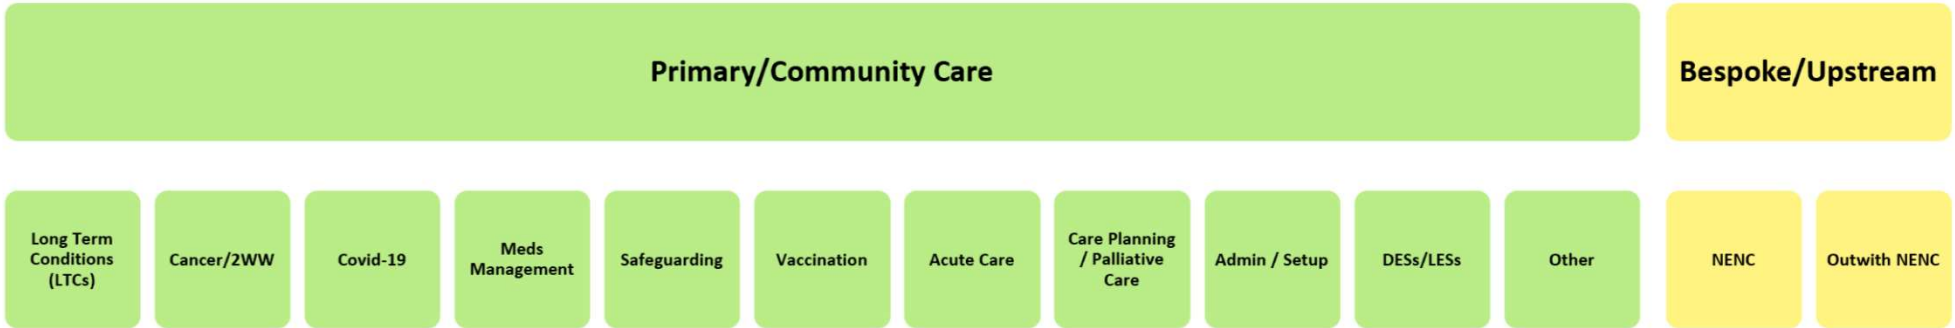 Primary/Community Care
Bespoke/Upstream
Long Term
Conditions
(LTCs)
Cancer/2WW
Covid-19
Meds
Management
Safeguarding
Vaccination
Acute Care
Care Planning
/ Palliative
Care
Admin / Setup
DESs/LESs
Other
NENC
Outwith NENC